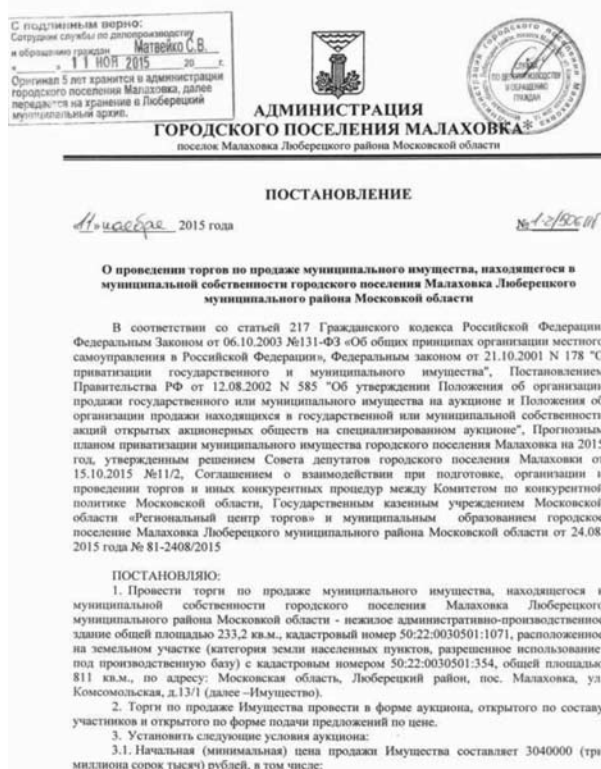 С подлинным верно:
Сотрудник службы по делопроизводству
и обращению граждан Матвейко С.В.
" " 11 НОЯ 2015 20 г.
Оригинал 5 лет хранится в администрации
городского поселения Малаховка, далее
передается на хранение в Люберецкий
муниципальный архив.
СЛУЖБА
ПО ДЕЛОПРОИЗВОДСТВУ
И ОБРАЩЕНИЮ
ГРАЖДАН
АДМИНИСТРАЦИЯ
ГОРОДСКОГО ПОСЕЛЕНИЯ МАЛАХОВКА
поселок Малаховка Люберецкого района Московской области
ПОСТАНОВЛЕНИЕ
«11» ноября 2015 года
О проведении торгов по продаже муниципального имущества, находящегося в
муниципальной собственности городского поселения Малаховка Люберецкого
муниципального района Московкой области
В соответствии со статьей 217 Гражданского кодекса Российской Федерации
Федеральным Законом от 06.10.2003 №131-ФЗ «Об общих принципах организации местного
самоуправления в Российской Федерации», Федеральным законом от 21.10.2001 N 178 "О
приватизации государственного и муниципального имущества", Постановлением
Правительства РФ от 12.08.2002 N 585 "Об утверждении Положения об организации
продажи государственного или муниципального имущества на аукционе и Положения об
организации продажи находящихся в государственной или муниципальной собственност
акций открытых акционерных обществ на специализированном аукционе", Прогнозным
планом приватизации муниципального имущества городского поселения Малаховка на 2015
год, утвержденным решением Совета депутатов городского поселения Малаховки от
15.10.2015 №11/2, Соглашением о взаимодействии при подготовке, организации и
проведении торгов и иных конкурентных процедур между Комитетом по конкурентной
политике Московской области, Государственным казенным учреждением Московской
области «Региональный центр торгов» и муниципальным образованием городское
поселение Малаховка Люберецкого муниципального района Московской области от 24.08.
2015 года № 81-2408/2015
ПОСТАНОВЛЯЮ:
1. Провести торги по продаже муниципального имущества, находящегося в
муниципальной собственности городского поселения Малаховка Люберецкого
муниципального района Московкой области - нежилое административно-производственное
здание общей площадью 233,2 кв.м., кадастровый номер 50:22:0030501:1071, расположенное
на земельном участке (категория земли населенных пунктов, разрешенное использование
под производственную базу) с кадастровым номером 50:22:0030501:354, общей площадью
811 кв.м., по адресу: Московская область, Люберецкий район, пос. Малаховка, ул
Комсомольская, д.13/1 (далее –Имущество).
2. Торги по продаже Имущества провести в форме аукциона, открытого по составу
участников и открытого по форме подачи предложений по цене.
3. Установить следующие условия аукциона:
3.1. Начальная (минимальная) цена продажи Имущества составляет 3040000 (три
миллиона сорок тысяч) рублей, в том числе: